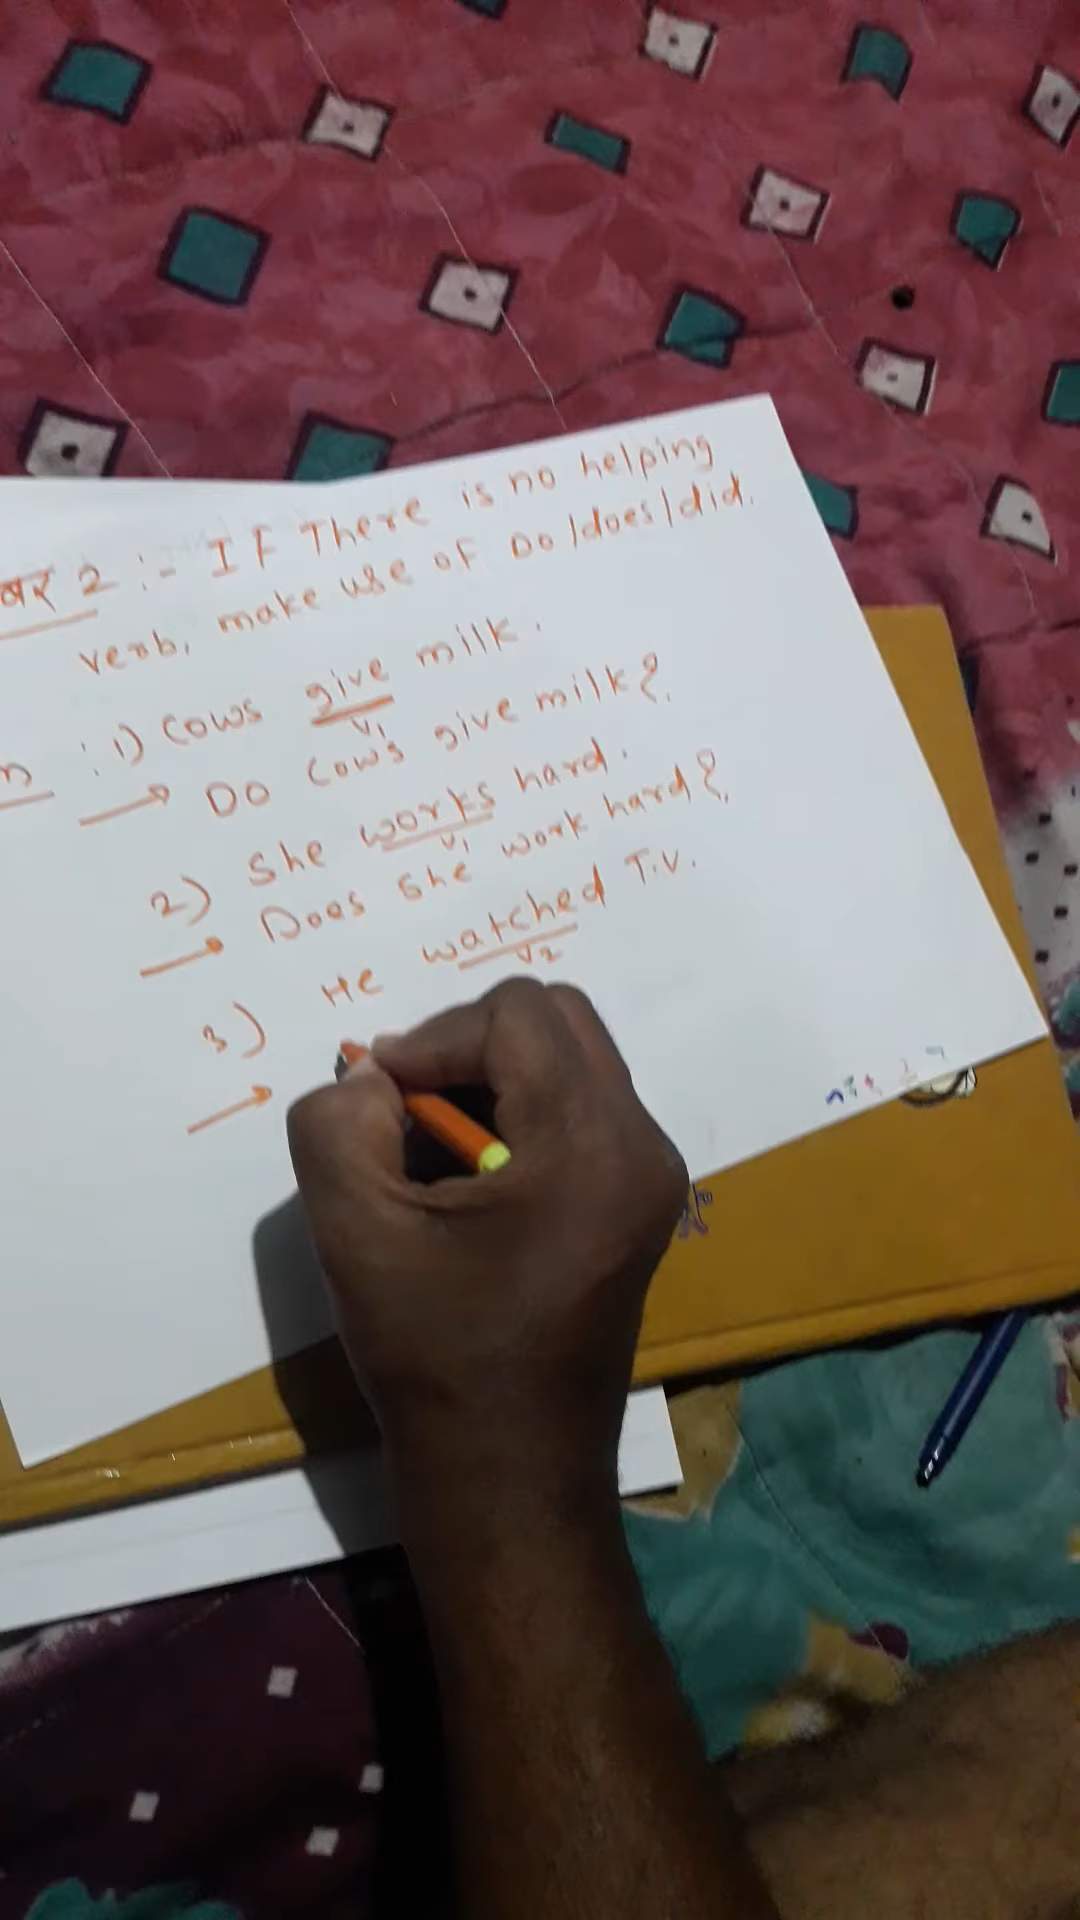 2 :- If There is no helping
verb, make use of Do/does/did.
:1) Cows give milk.
V1
→ Do Cows give milk?
2) She works hard.
V1
→ Does She work hard?
3) He watched T.V.
V2
→